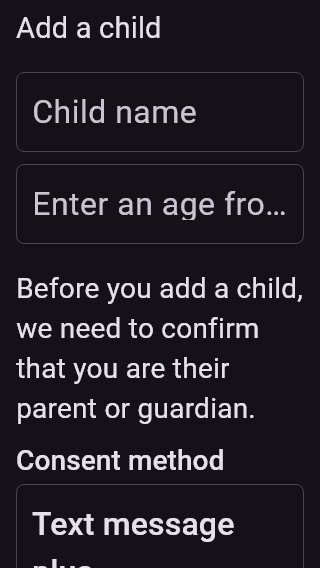 Add a child
Child name
Enter an age fro…
Before you add a child,
we need to confirm
that you are their
parent or guardian.
Consent method
Text message
plus